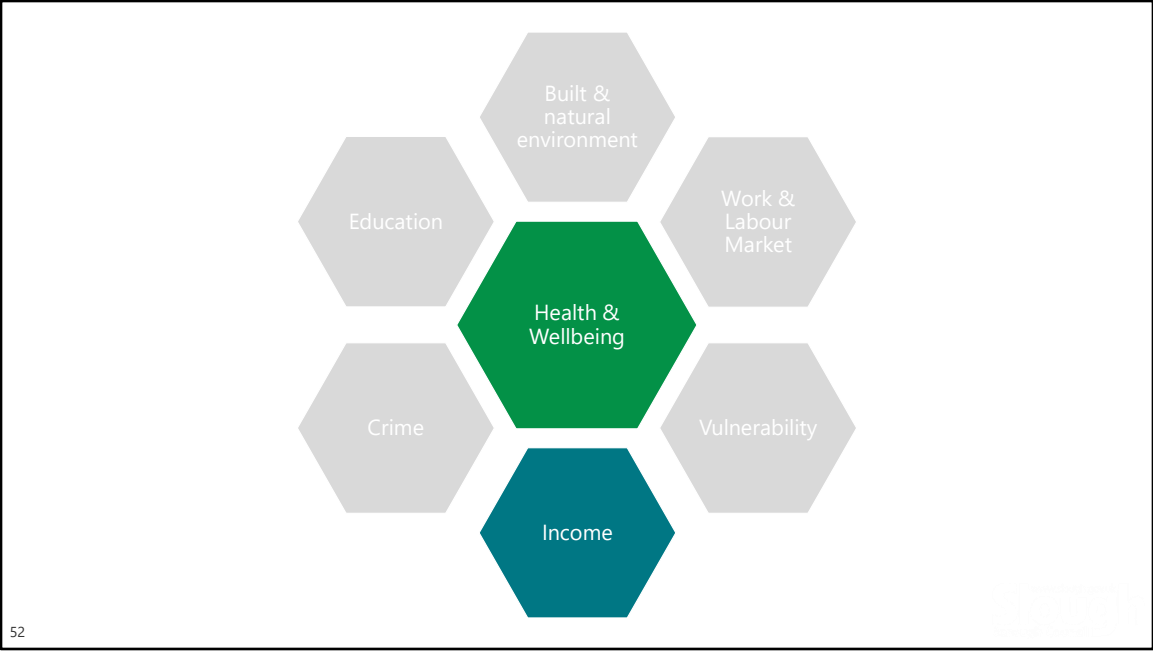 Built &
natural
environment
Education
Work &
Labour
Market
Health &
Wellbeing
Crime
Vulnerability
Income
52